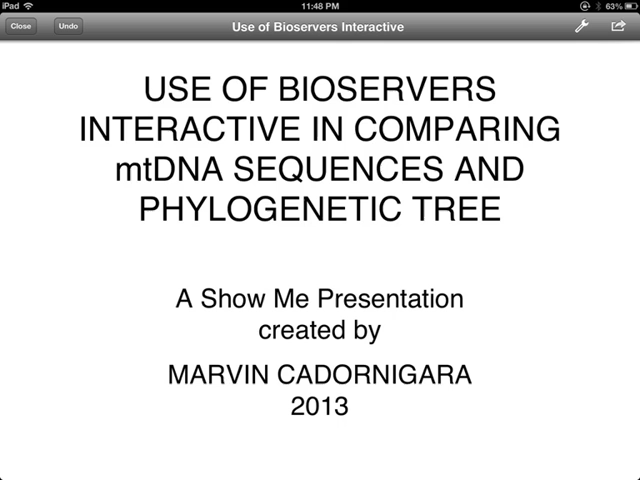 iPad 11:48 PM 63%
Close Undo Use of Bioservers Interactive
USE OF BIOSERVERS
INTERACTIVE IN COMPARING
mtDNA SEQUENCES AND
PHYLOGENETIC TREE
A Show Me Presentation
created by
MARVIN CADORNIGARA
2013